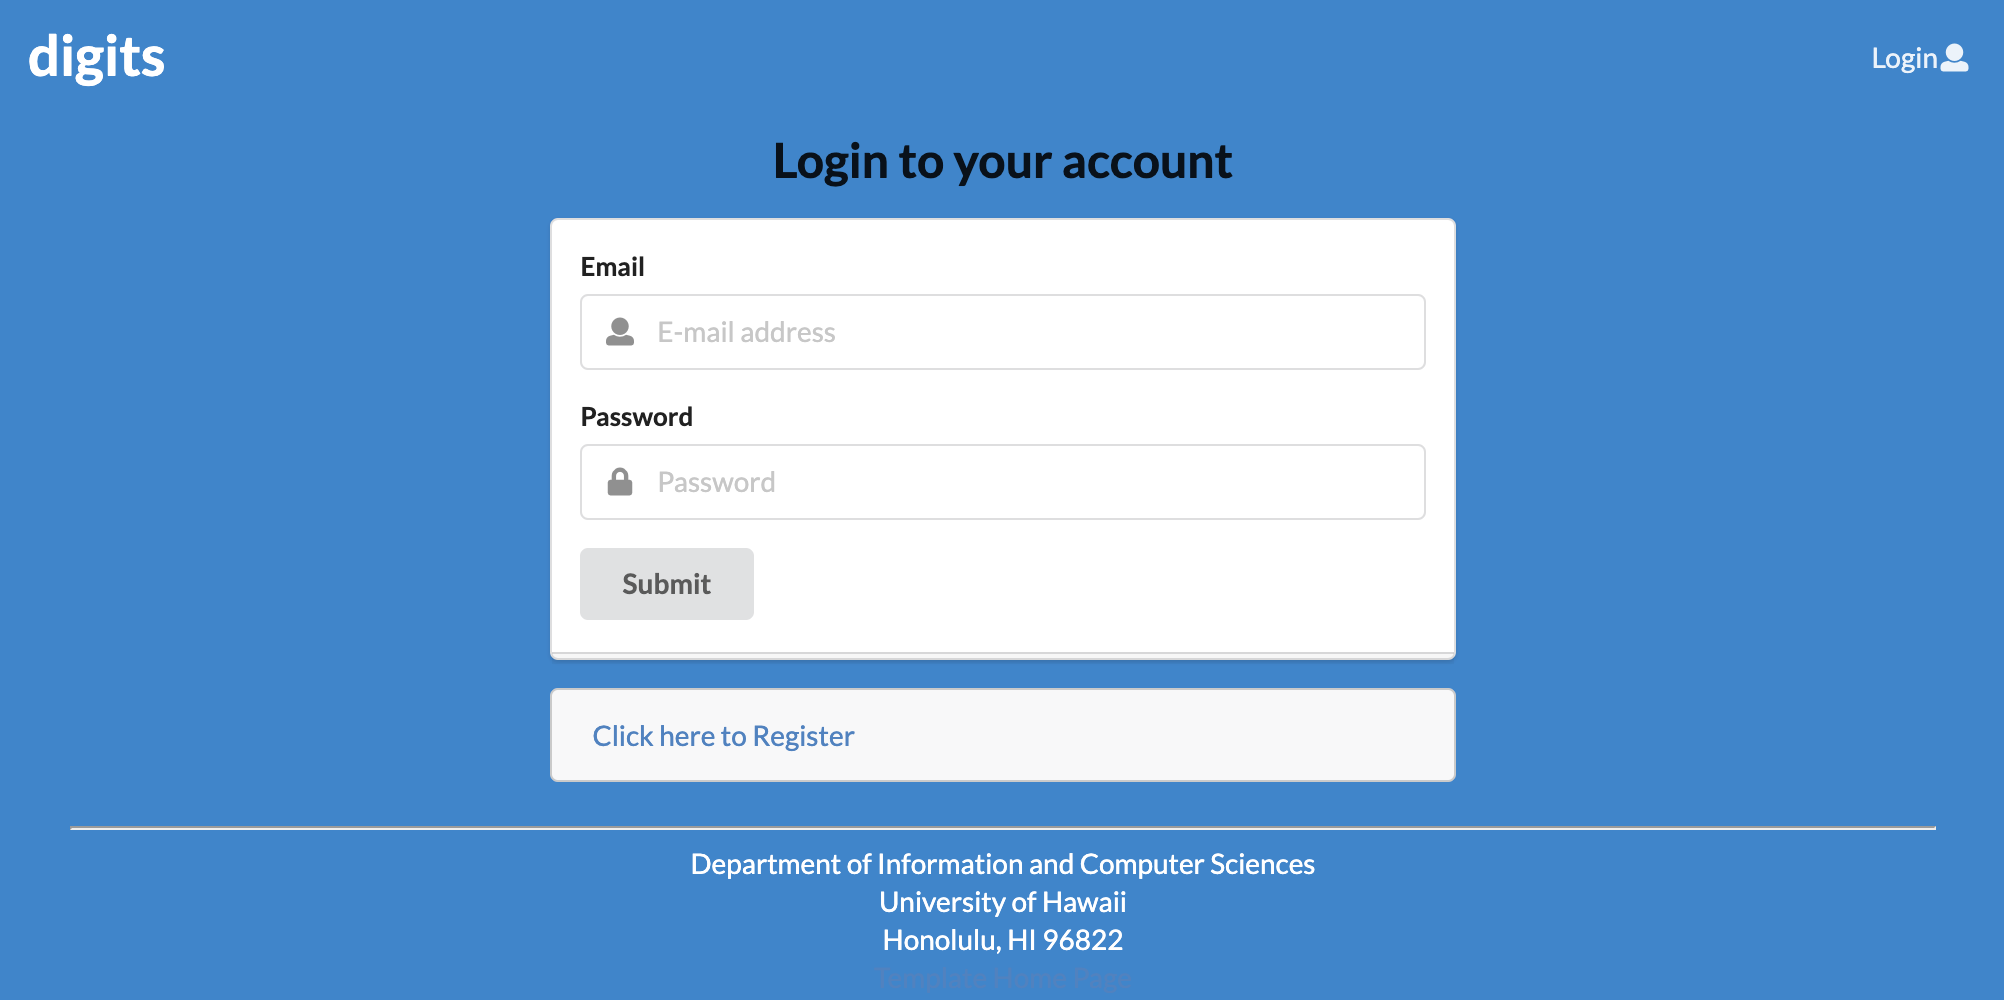 digits
Login
Login to your account
Email
E-mail address
Password
Password
Submit
Click here to Register
Department of Information and Computer Sciences
University of Hawaii
Honolulu, HI 96822
Template Home Page